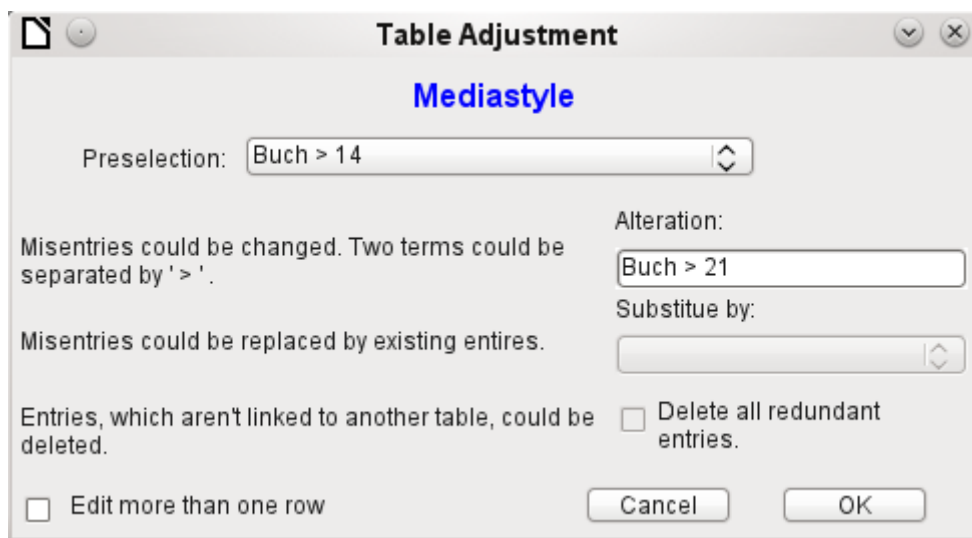 Table Adjustment
Mediastyle
Preselection:
Buch > 14
Alteration:
Misentries could be changed. Two terms could be
separated by ' > '.
Buch > 21
Substitue by:
Misentries could be replaced by existing entires.
Entries, which aren't linked to another table, could be
deleted.
Delete all redundant
entries.
Edit more than one row
Cancel
OK